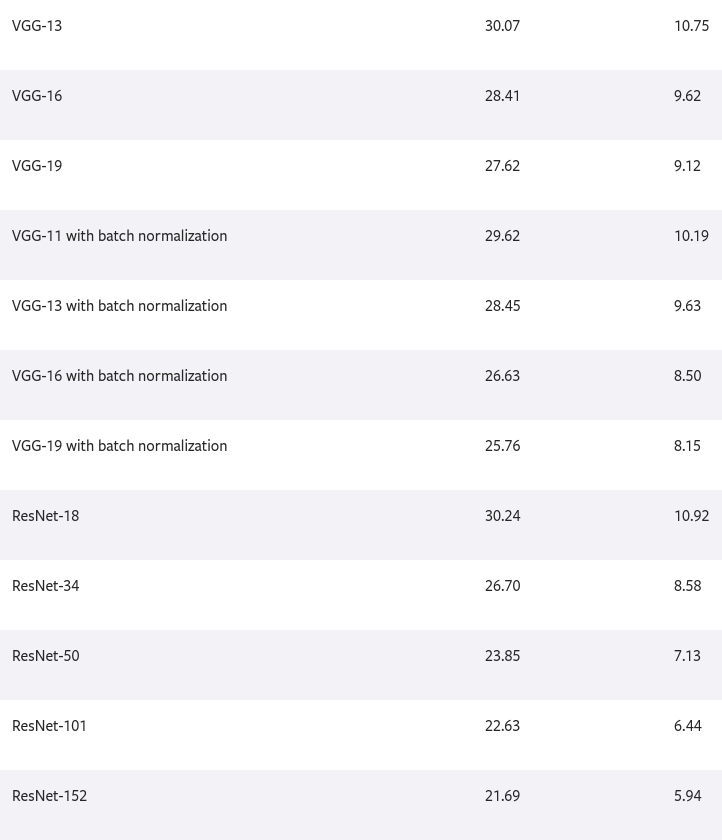 VGG-13 30.07 10.75
VGG-16 28.41 9.62
VGG-19 27.62 9.12
VGG-11 with batch normalization 29.62 10.19
VGG-13 with batch normalization 28.45 9.63
VGG-16 with batch normalization 26.63 8.50
VGG-19 with batch normalization 25.76 8.15
ResNet-18 30.24 10.92
ResNet-34 26.70 8.58
ResNet-50 23.85 7.13
ResNet-101 22.63 6.44
ResNet-152 21.69 5.94